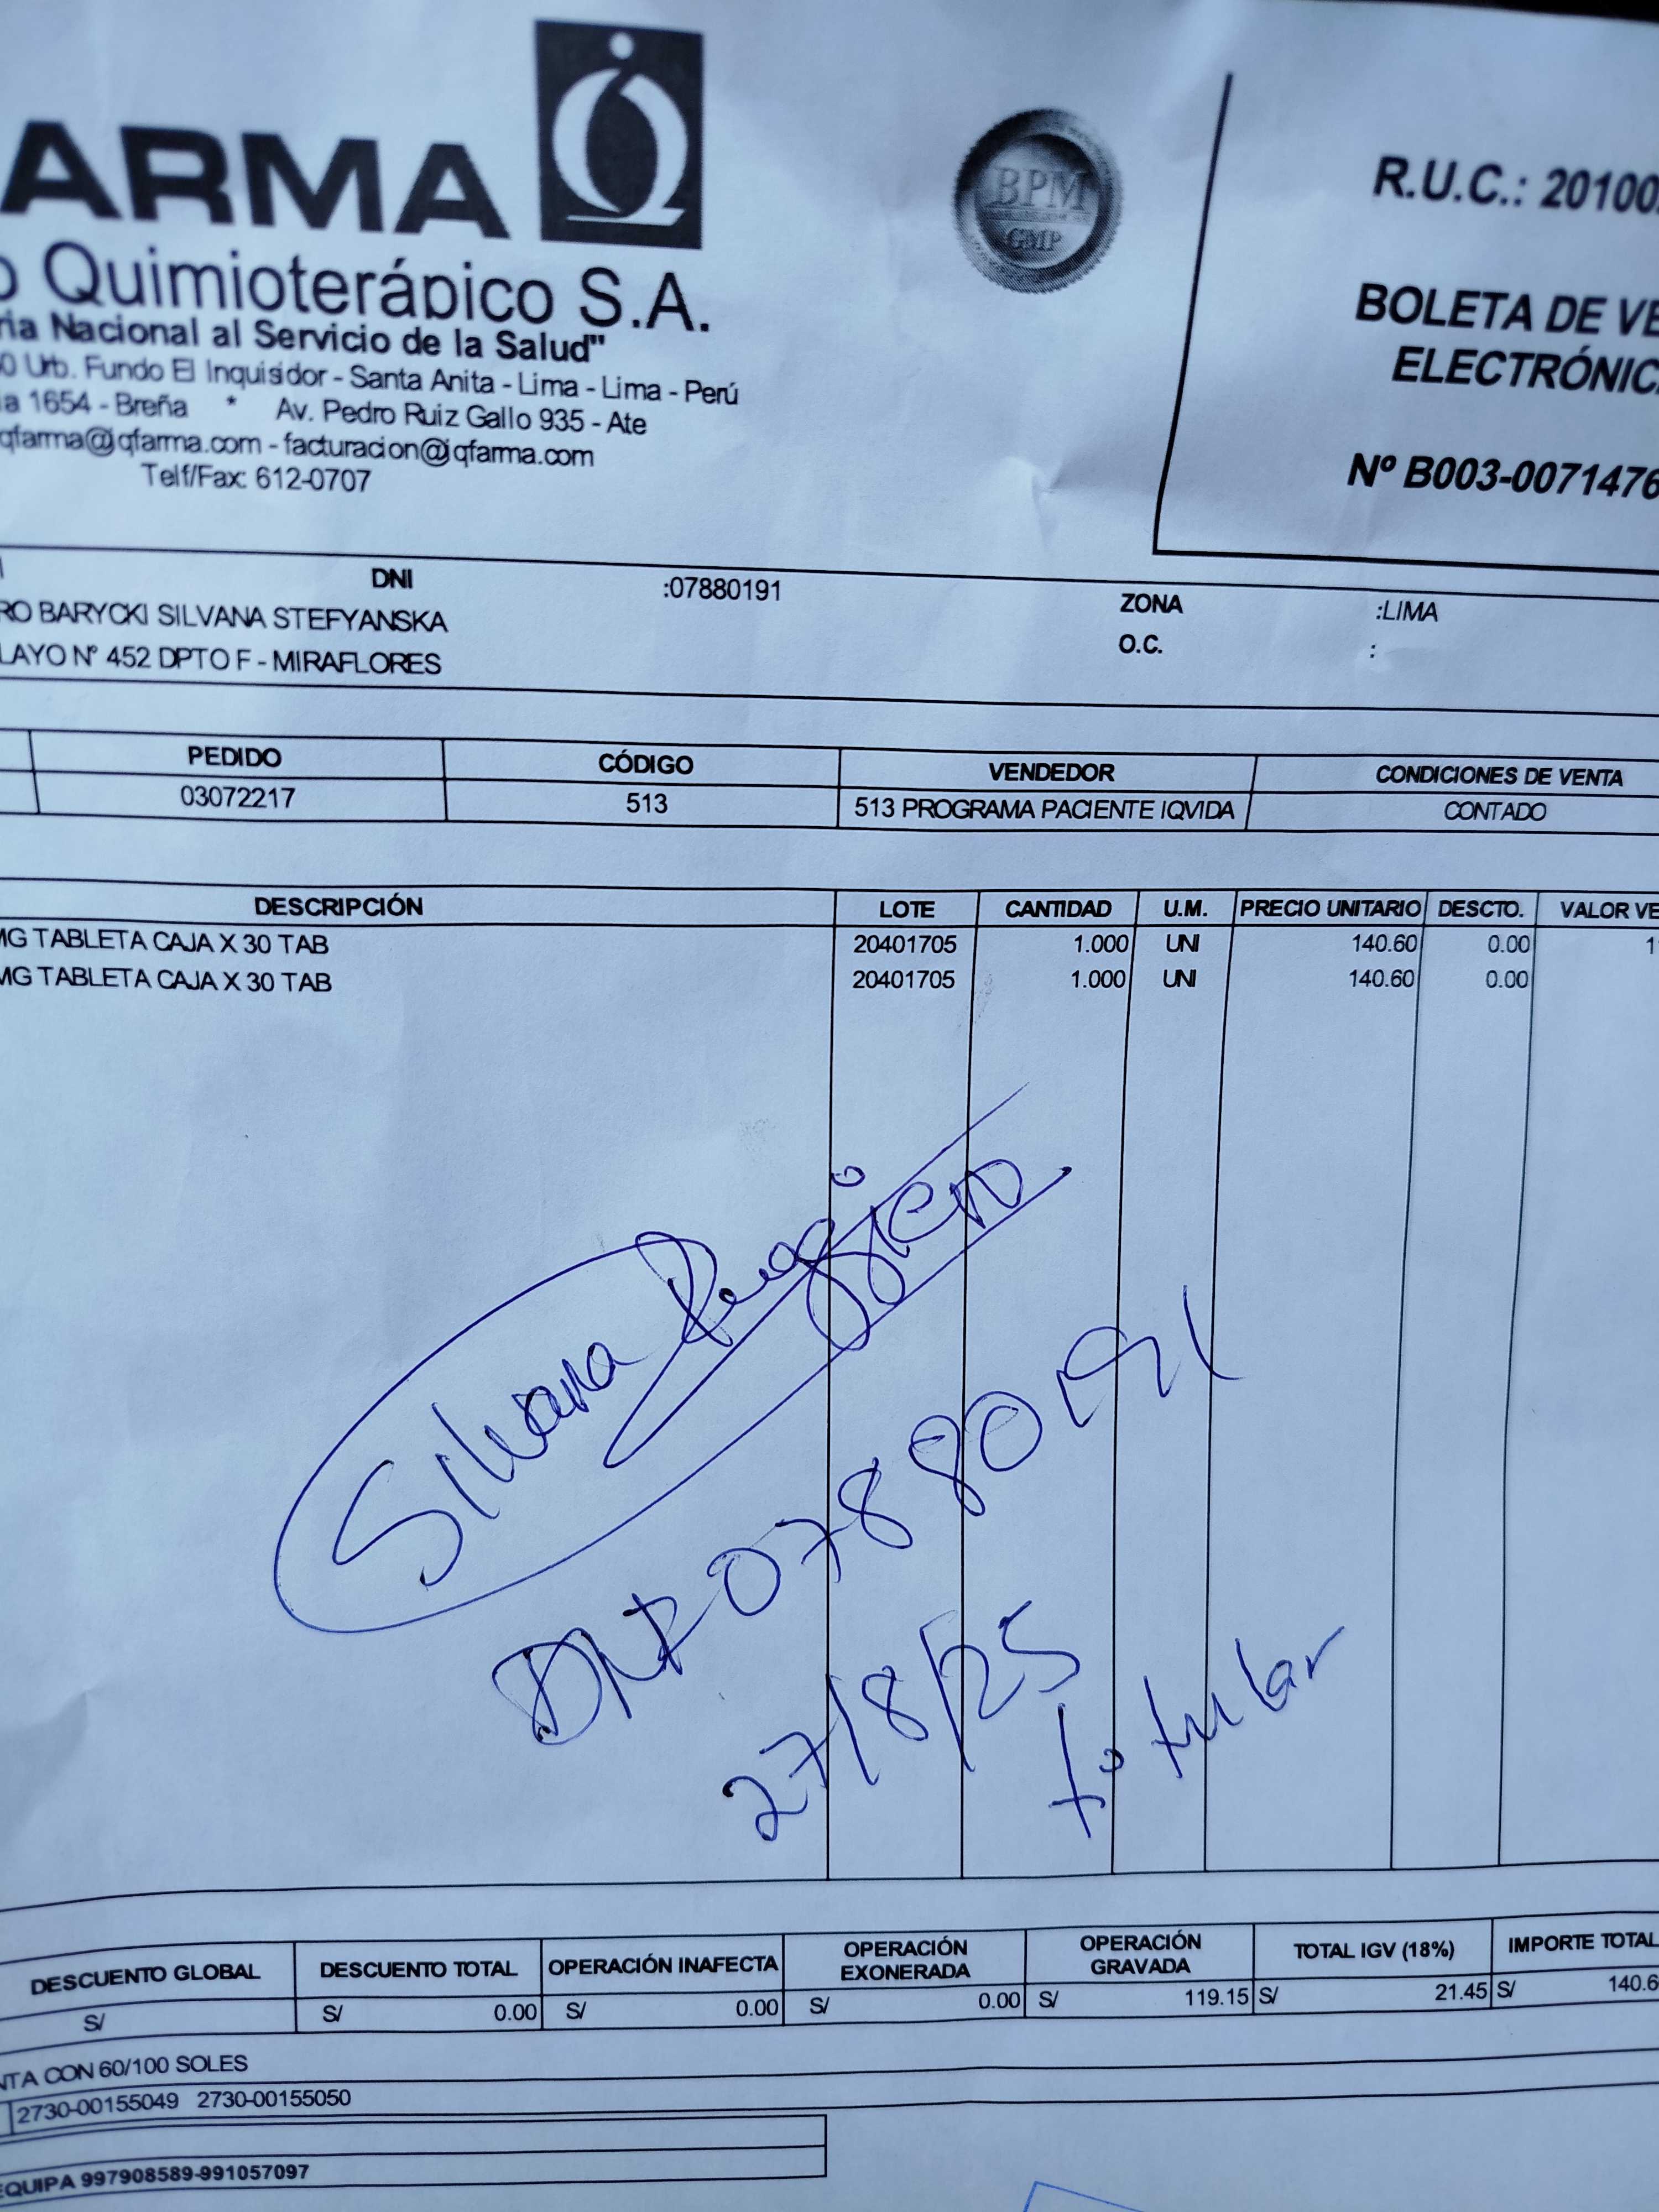 ARMA
BPM
GMP
o Quimioterápico S.A.
ria Nacional al Servicio de la Salud"
0 Urb. Fundo El Inquisidor - Santa Anita - Lima - Lima - Perú
a 1654 - Breña * Av. Pedro Ruiz Gallo 935 - Ate
qfarma@iqfarma.com - facturacion@iqfarma.com
Telf/Fax: 612-0707
R.U.C.: 20100
BOLETA DE VE
ELECTRÓNIC
Nº B003-0071476
DNI :07880191
RO BARYCKI SILVANA STEFYANSKA
LAYO Nº 452 DPTO F - MIRAFLORES
ZONA :LIMA
O.C. :
PEDIDO CÓDIGO VENDEDOR CONDICIONES DE VENTA
03072217 513 513 PROGRAMA PACIENTE IQVIDA CONTADO
DESCRIPCIÓN LOTE CANTIDAD U.M. PRECIO UNITARIO DESCTO. VALOR VE
MG TABLETA CAJA X 30 TAB 20401705 1.000 UNI 140.60 0.00 1
MG TABLETA CAJA X 30 TAB 20401705 1.000 UNI 140.60 0.00
Silvana
DNI 07880191
27/8/25
titular
DESCUENTO GLOBAL DESCUENTO TOTAL OPERACIÓN INAFECTA OPERACIÓN EXONERADA OPERACIÓN GRAVADA TOTAL IGV (18%) IMPORTE TOTAL
S/ S/ 0.00 S/ 0.00 S/ 0.00 S/ 119.15 S/ 21.45 S/ 140.6
NTA CON 60/100 SOLES
2730-00155049 2730-00155050
EQUIPA 997908589-991057097